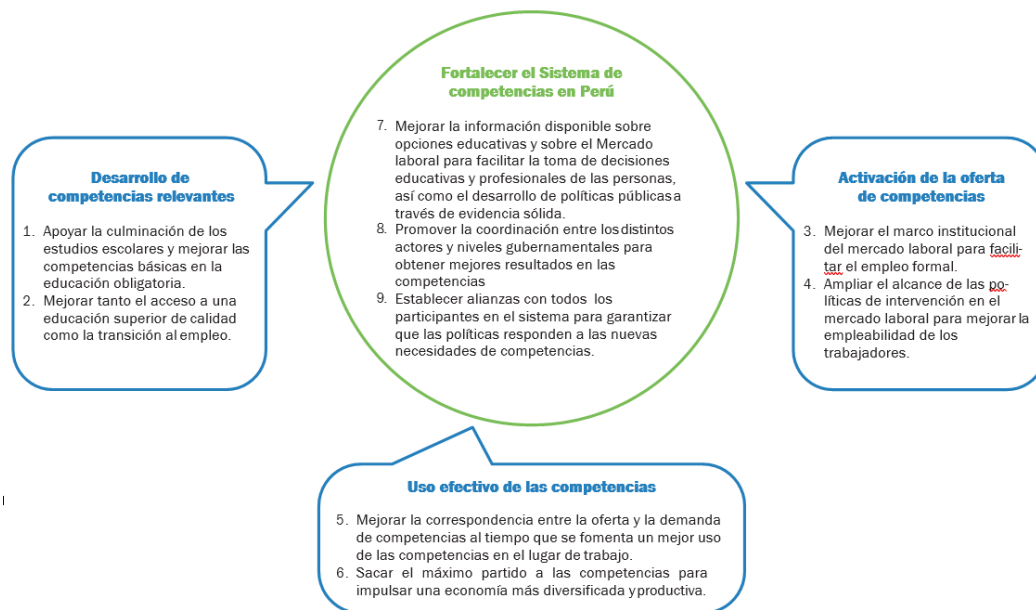 Fortalecer el Sistema de
competencias en Perú
7. Mejorar la información disponible sobre
opciones educativas y sobre el Mercado
laboral para facilitar la toma de decisiones
educativas y profesionales de las personas,
así como el desarrollo de políticas públicas a
través de evidencia sólida.
8. Promover la coordinación entre los distintos
actores y niveles gubernamentales para
obtener mejores resultados en las
competencias
9. Establecer alianzas con todos los
participantes en el sistema para garantizar
que las políticas responden a las nuevas
necesidades de competencias.
Desarrollo de
competencias relevantes
1. Apoyar la culminación de los
estudios escolares y mejorar las
competencias básicas en la
educación obligatoria.
2. Mejorar tanto el acceso a una
educación superior de calidad
como la transición al empleo.
Activación de la oferta
de competencias
3. Mejorar el marco institucional
del mercado laboral para facili-
tar el empleo formal.
4. Ampliar el alcance de las po-
líticas de intervención en el
mercado laboral para mejorar la
empleabilidad de los
trabajadores.
Uso efectivo de las competencias
5. Mejorar la correspondencia entre la oferta y la demanda
de competencias al tiempo que se fomenta un mejor uso
de las competencias en el lugar de trabajo.
6. Sacar el máximo partido a las competencias para
impulsar una economía más diversificada y productiva.